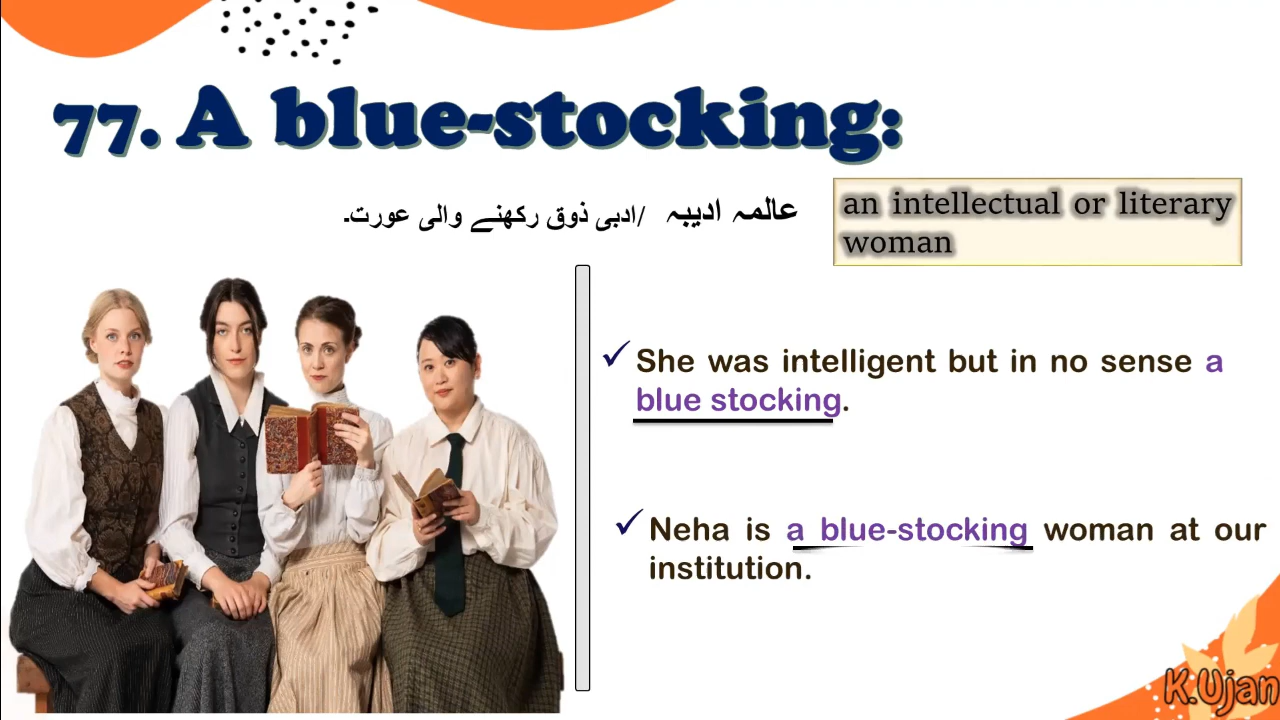 77. A blue-stocking:
عالمہ ادیبہ /ادبی ذوق رکھنے والی عورت۔
an intellectual or literary
woman
✓ She was intelligent but in no sense a
blue stocking.
✓ Neha is a blue-stocking woman at our
institution.
K.Ujan